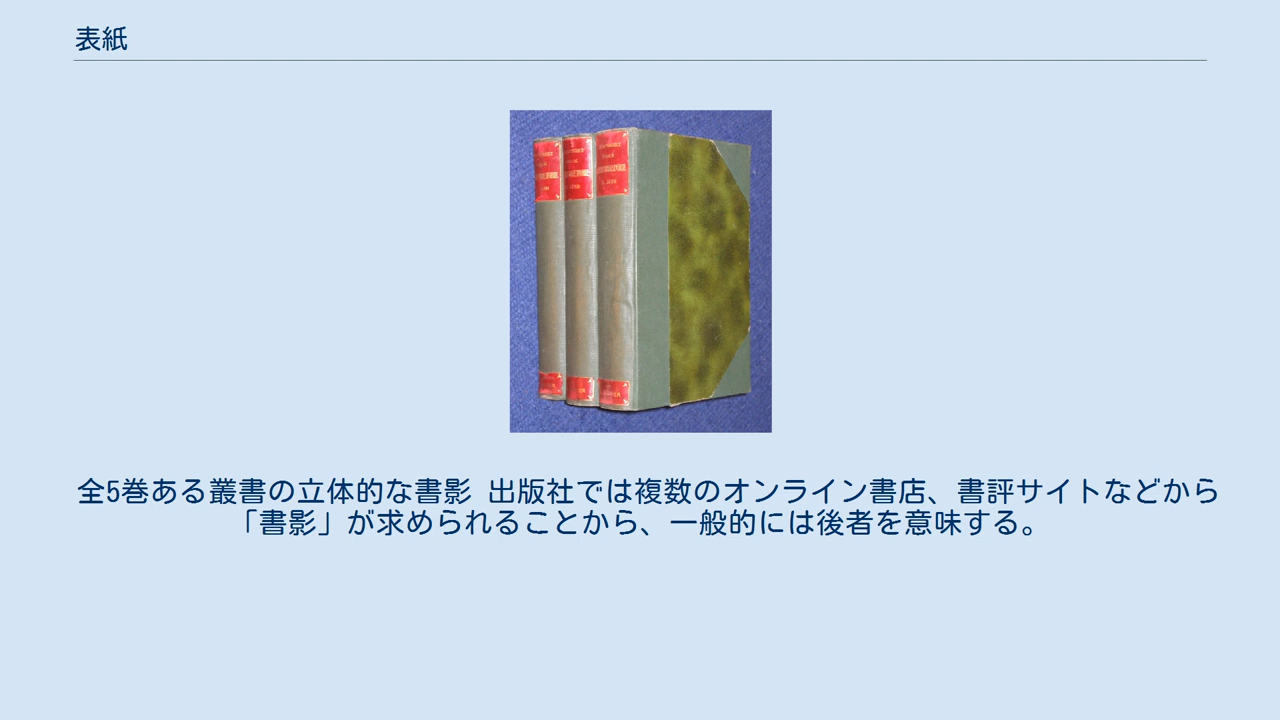 表紙
全5巻ある叢書の立体的な書影 出版社では複数のオンライン書店、書評サイトなどから
「書影」が求められることから、一般的には後者を意味する。